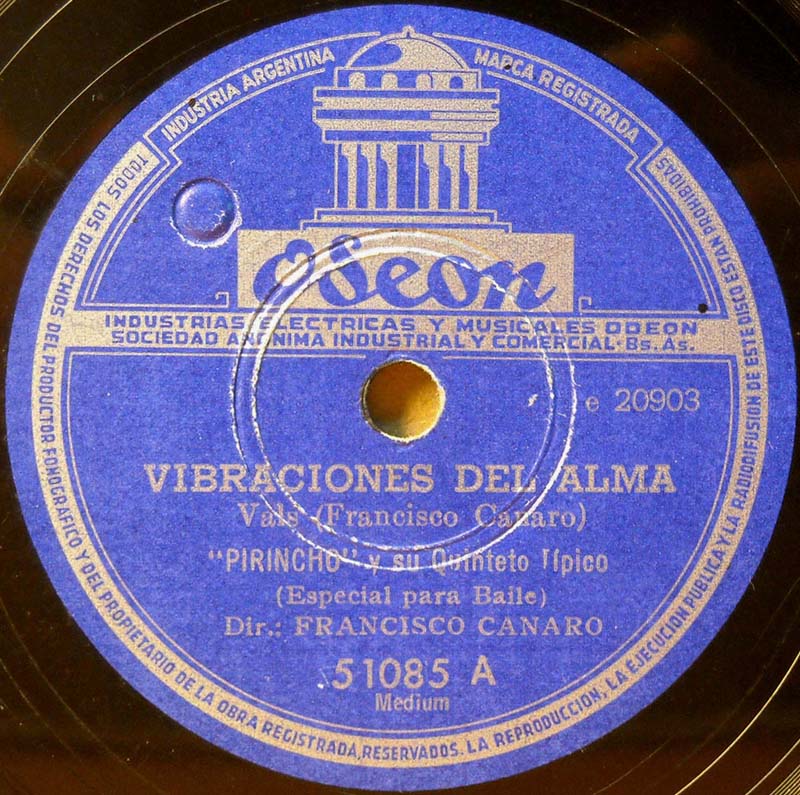 INDUSTRIA ARGENTINA
MARCA REGISTRADA
Odeon
INDUSTRIAS ELECTRICAS Y MUSICALES ODEON
SOCIEDAD ANONIMA INDUSTRIAL Y COMERCIAL - Bs. As.
e 20903
VIBRACIONES DEL ALMA
Vals (Francisco Canaro)
"PIRINCHO" y su Quinteto Típico
(Especial para Baile)
Dir.: FRANCISCO CANARO
51085 A
Medium
TODOS LOS DERECHOS DEL PRODUCTOR FONOGRAFICO Y DEL PROPIETARIO DE LA OBRA REGISTRADA, RESERVADOS. LA REPRODUCCION, LA EJECUCION PUBLICA Y LA RADIODIFUSION DE ESTE DISCO ESTAN PROHIBIDAS